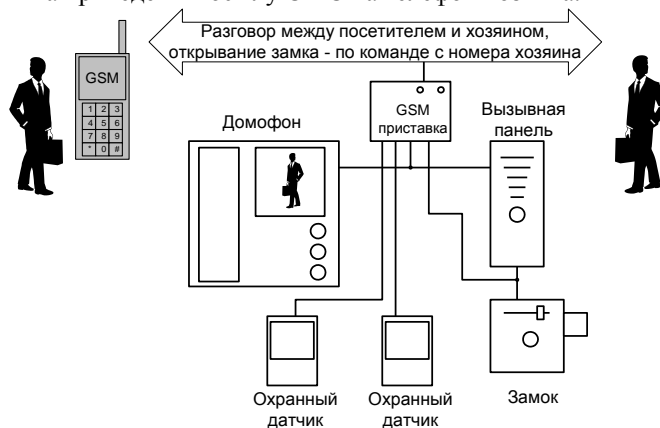 Разговор между посетителем и хозяином,
открывание замка - по команде с номера хозяина
GSM
1 2 3
4 5 6
7 8 9
* 0 #
GSM
приставка
Домофон
Вызывная
панель
Охранный
датчик
Охранный
датчик
Замок